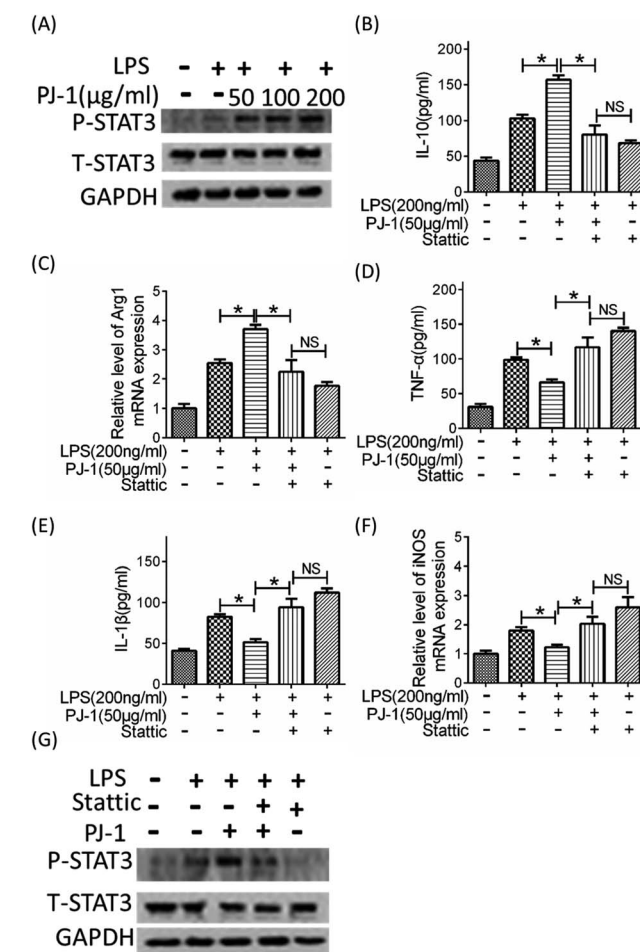 (A)
LPS - + + + +
PJ-1(μg/ml) - - 50 100 200
P-STAT3
T-STAT3
GAPDH
(B)
IL-10(pg/ml)
200
150
100
50
0
* * NS
LPS(200ng/ml) - + + + +
PJ-1(50μg/ml) - - + + -
Stattic - - - + +
(C)
Relative level of Arg1
mRNA expression
5
4
3
2
1
0
* * NS
LPS(200ng/ml) - + + + +
PJ-1(50μg/ml) - - + + -
Stattic - - - + +
(D)
TNF-α(pg/ml)
200
150
100
50
0
* * NS
LPS(200ng/ml) - + + + +
PJ-1(50μg/ml) - - + + -
Stattic - - - + +
(E)
IL-1β(pg/ml)
150
100
50
0
* * NS
LPS(200ng/ml) - + + + +
PJ-1(50μg/ml) - - + + -
Stattic - - - + +
(F)
Relative level of iNOS
mRNA expression
5
4
3
2
1
0
* * NS
LPS(200ng/ml) - + + + +
PJ-1(50μg/ml) - - + + -
Stattic - - - + +
(G)
LPS - + + + +
Stattic - - - + +
PJ-1 - - + + -
P-STAT3
T-STAT3
GAPDH